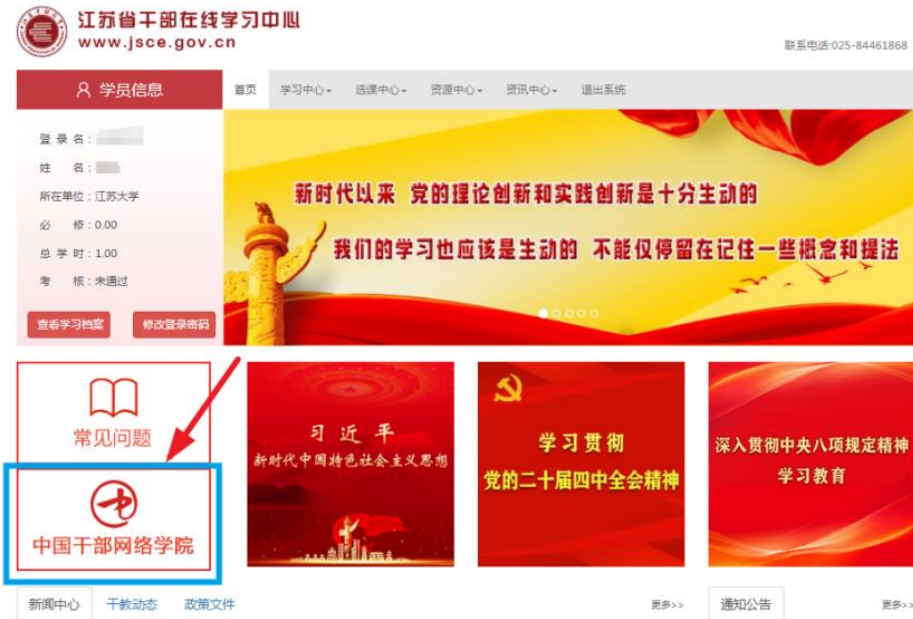 江苏省干部在线学习中心
www.jsce.gov.cn
联系电话:025-84461868
学员信息
首页 学习中心 选课中心 资源中心 资讯中心 退出系统
登 录 名：
姓 名：
所在单位：江苏大学
必 修：0.00
总 学 时：1.00
考 核：未通过
查看学习档案 修改登录密码
新时代以来 党的理论创新和实践创新是十分生动的
我们的学习也应该是生动的 不能仅停留在记住一些概念和提法
常见问题
中国干部网络学院
习近平
新时代中国特色社会主义思想
学习贯彻
党的二十届四中全会精神
深入贯彻中央八项规定精神
学习教育
新闻中心 干教动态 政策文件 更多>>
通知公告 更多>>